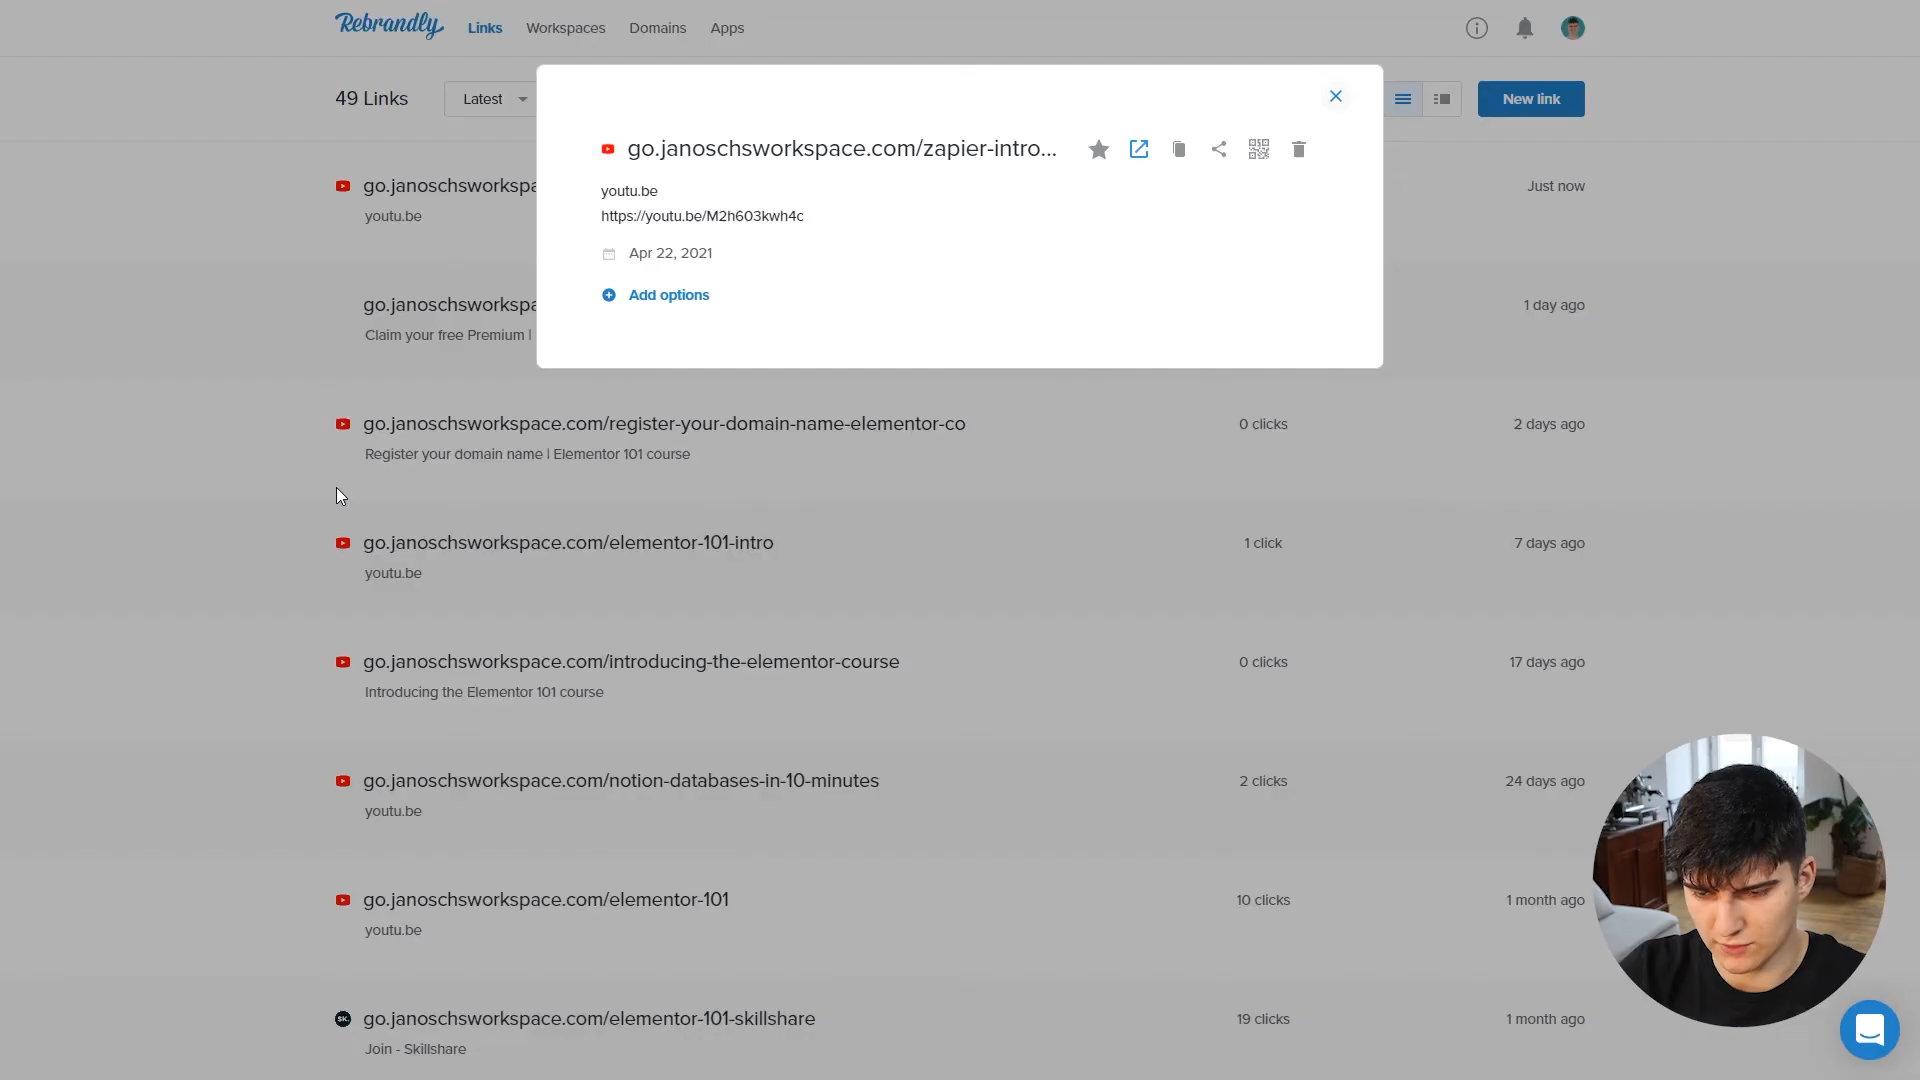 Rebrandly Links Workspaces Domains Apps
49 Links Latest New link
go.janoschsworkspace.com/zapier-intro...
youtu.be
https://youtu.be/M2h603kwh4c
Apr 22, 2021
Add options
go.janoschsworkspa Just now
youtu.be
go.janoschsworkspa 1 day ago
Claim your free Premium |
go.janoschsworkspace.com/register-your-domain-name-elementor-co 0 clicks 2 days ago
Register your domain name | Elementor 101 course
go.janoschsworkspace.com/elementor-101-intro 1 click 7 days ago
youtu.be
go.janoschsworkspace.com/introducing-the-elementor-course 0 clicks 17 days ago
Introducing the Elementor 101 course
go.janoschsworkspace.com/notion-databases-in-10-minutes 2 clicks 24 days ago
youtu.be
go.janoschsworkspace.com/elementor-101 10 clicks 1 month ago
youtu.be
SK. go.janoschsworkspace.com/elementor-101-skillshare 19 clicks 1 month ago
Join - Skillshare